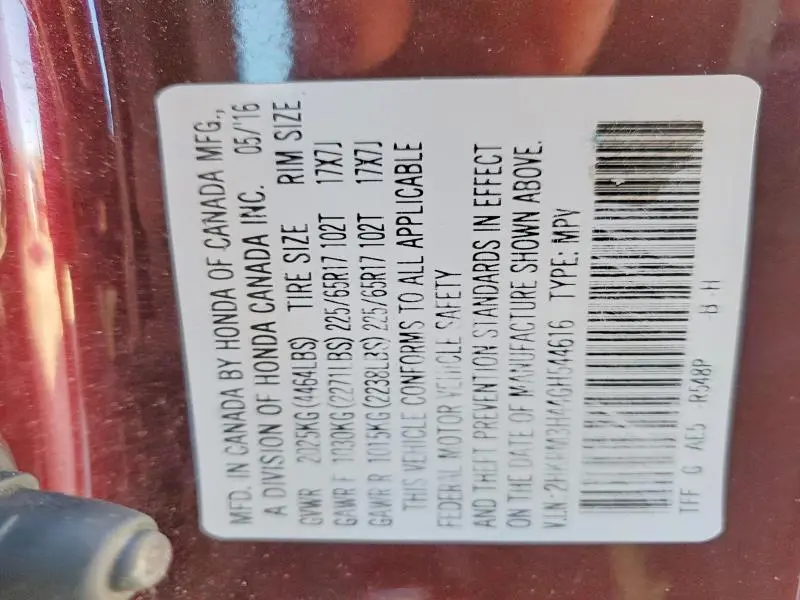 MFD. IN CANADA BY HONDA OF CANADA MFG.,
A DIVISION OF HONDA CANADA INC. 05/'16
GVWR 2025KG(4464LBS) TIRE SIZE RIM SIZE
GAWR F 1030KG(2271LBS) 225/65R17 102T 17X7J
GAWR R 1015KG(2238LBS) 225/65R17 102T 17X7J
THIS VEHICLE CONFORMS TO ALL APPLICABLE
FEDERAL MOTOR VEHICLE SAFETY
AND THEFT PREVENTION STANDARDS IN EFFECT
ON THE DATE OF MANUFACTURE SHOWN ABOVE.
V.I.N: TYPE: MPV
TFF G AE5 R548P B-H